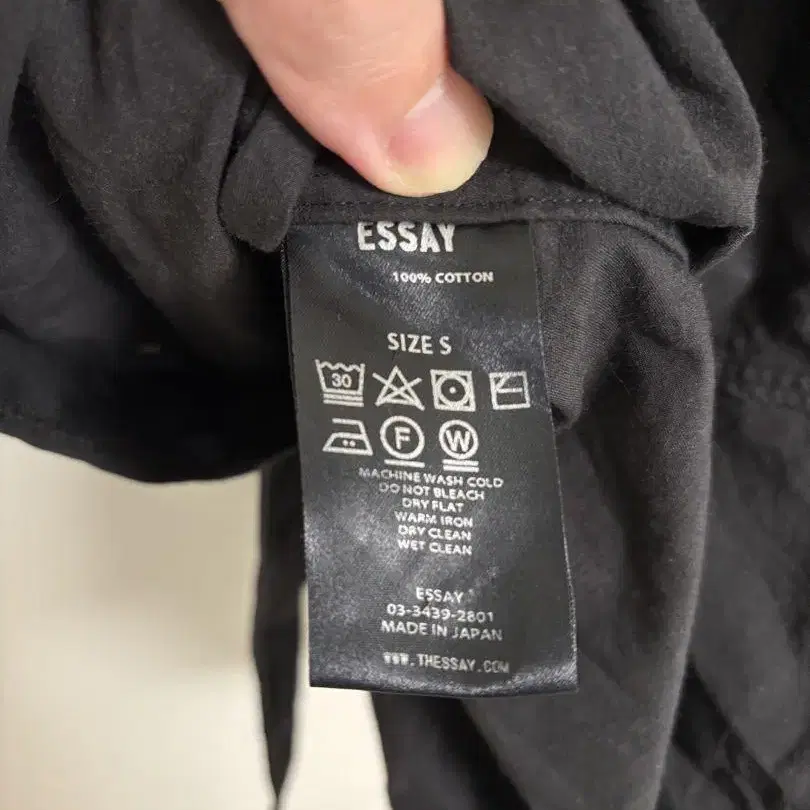 ESSAY
100% COTTON
SIZE S
30
F W
MACHINE WASH COLD
DO NOT BLEACH
DRY FLAT
WARM IRON
DRY CLEAN
WET CLEAN
ESSAY
03-3439-2801
MADE IN JAPAN
WWW.THESSAY.COM